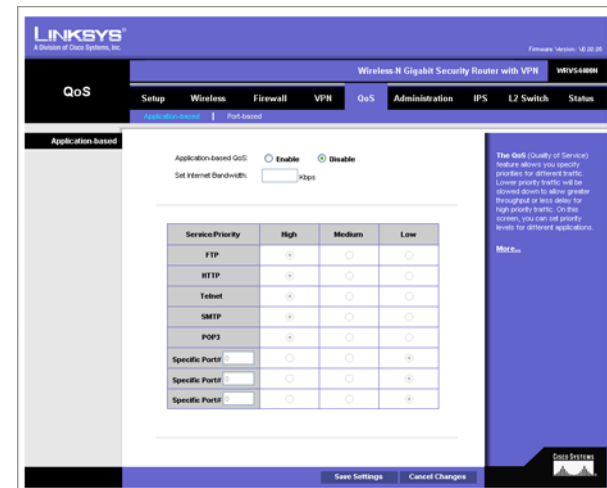 LINKSYS®
A Division of Cisco Systems, Inc.
Firmware Version: V0.00.06
Wireless-N Gigabit Security Router with VPN WRVS4400N
QoS
Setup Wireless Firewall VPN QoS Administration IPS L2 Switch Status
Application-based | Port-based
Application-based
Application-based QoS: Enable Disable
Set Internet Bandwidth: Kbps
Service\Priority High Medium Low
FTP
HTTP
Telnet
SMTP
POP3
Specific Port# 0
Specific Port# 0
Specific Port# 0
The QoS (Quality of Service)
feature allows you specify
priorities for different traffic.
Lower priority traffic will be
slowed down to allow greater
throughput or less delay for
high priority traffic. On this
screen, you can set priority
levels for different applications.
More...
Save Settings Cancel Changes
CISCO SYSTEMS